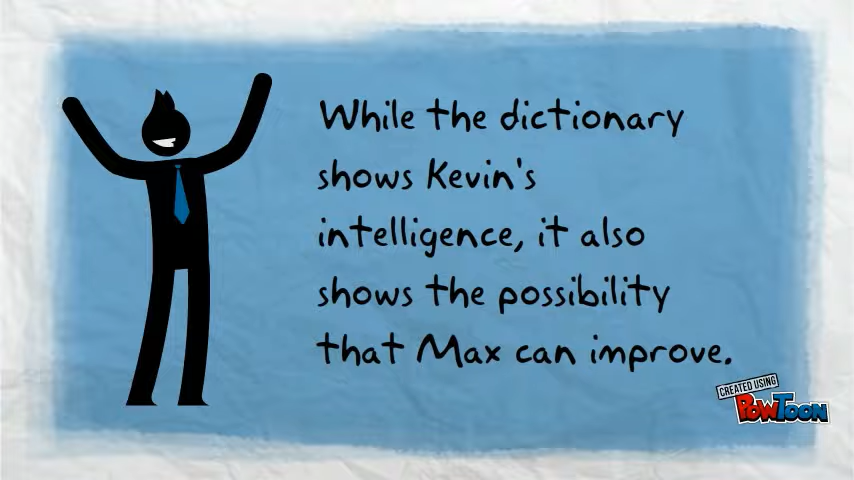 While the dictionary
shows Kevin's
intelligence, it also
shows the possibility
that Max can improve.
CREATED USING
POWTOON